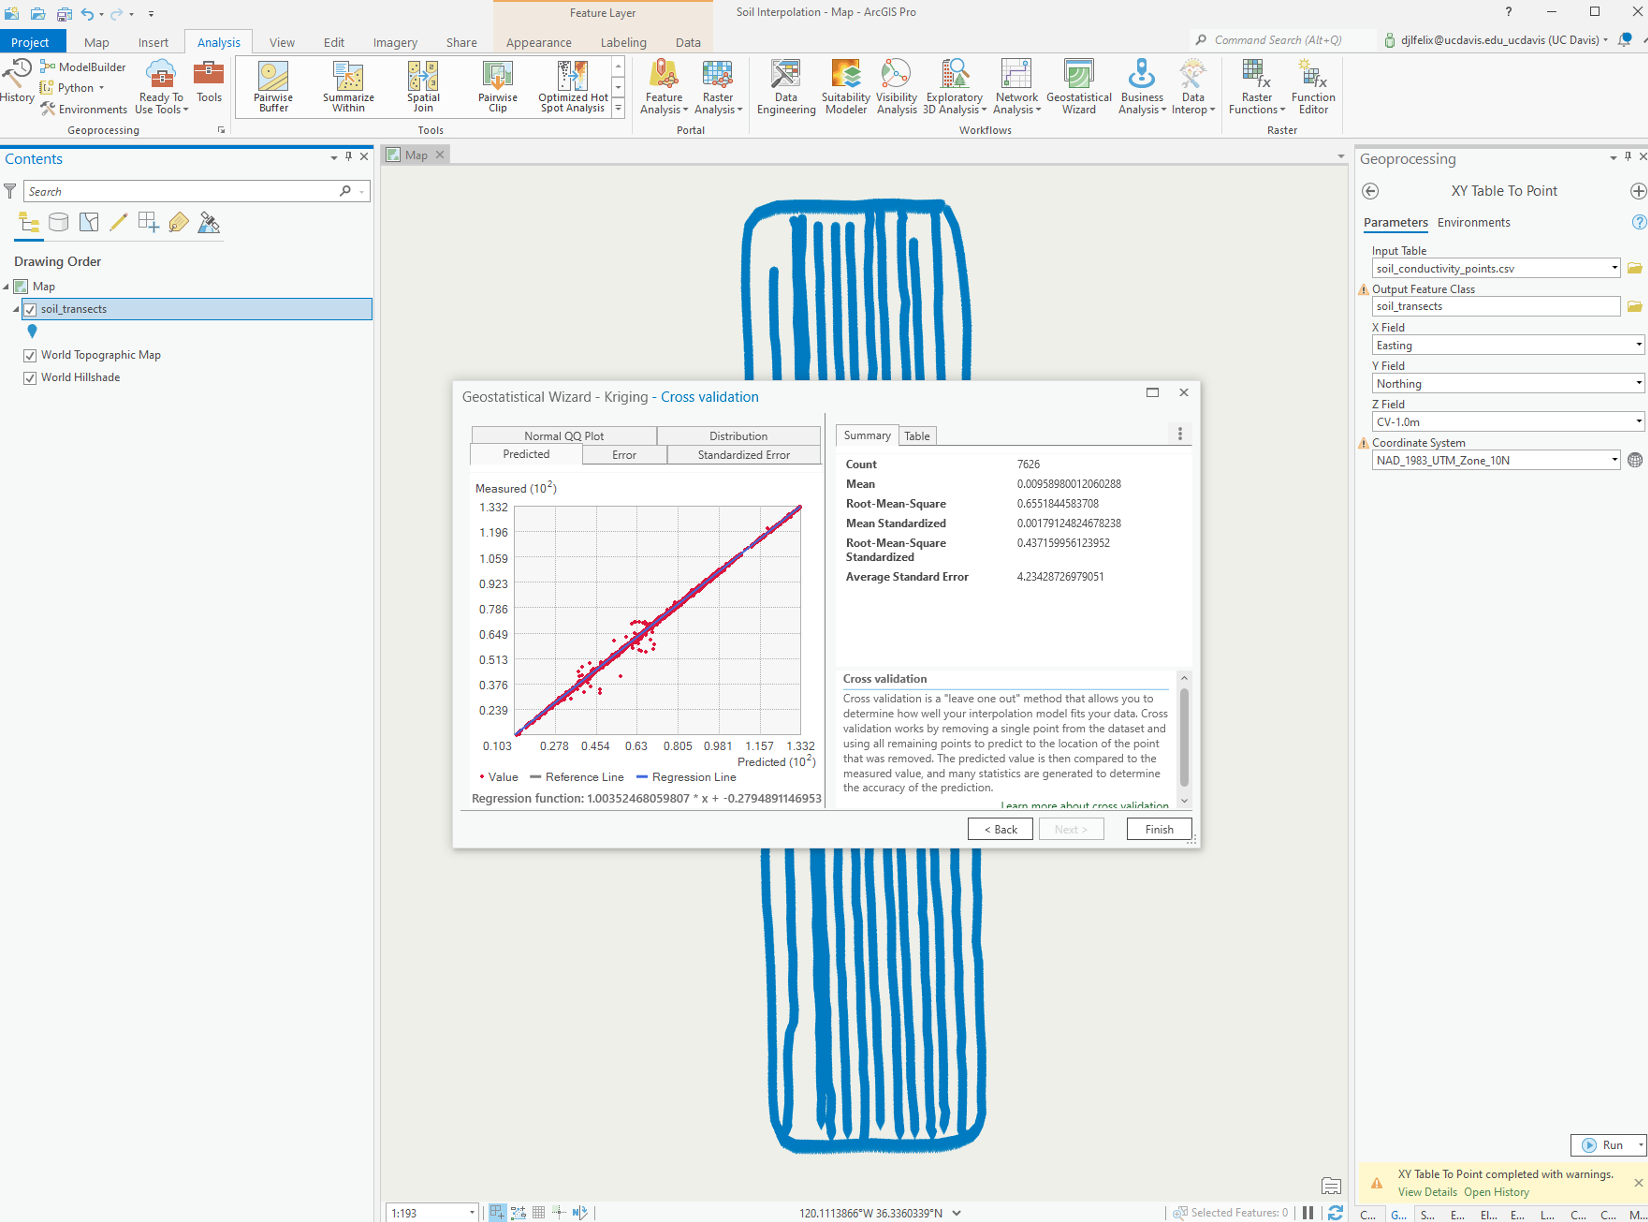 Feature Layer
Soil Interpolation - Map - ArcGIS Pro
?
Project
Map
Insert
Analysis
View
Edit
Imagery
Share
Appearance
Labeling
Data
Command Search (Alt+Q)
djlfelix@ucdavis.edu_ucdavis (UC Davis)
History
ModelBuilder
Python
Environments
Ready To
Use Tools
Tools
Pairwise
Buffer
Summarize
Within
Spatial
Join
Pairwise
Clip
Optimized Hot
Spot Analysis
Feature
Analysis
Raster
Analysis
Data
Engineering
Suitability
Modeler
Visibility
Analysis
Exploratory
3D Analysis
Network
Analysis
Geostatistical
Wizard
Business
Analysis
Data
Interop
Raster
Functions
Function
Editor
Geoprocessing
Tools
Portal
Workflows
Raster
Contents
Search
Drawing Order
Map
soil_transects
World Topographic Map
World Hillshade
Map
Geostatistical Wizard - Kriging - Cross validation
Normal QQ Plot
Distribution
Predicted
Error
Standardized Error
Measured (10²)
1.332
1.196
1.059
0.923
0.786
0.649
0.513
0.376
0.239
0.103 0.278 0.454 0.63 0.805 0.981 1.157 1.332
Predicted (10²)
Value Reference Line Regression Line
Regression function: 1.00352468059807 * x + -0.2794891146953
Summary
Table
Count 7626
Mean 0.00958980012060288
Root-Mean-Square 0.6551844583708
Mean Standardized 0.00179124824678238
Root-Mean-Square 0.437159956123952
Standardized
Average Standard Error 4.23428726979051
Cross validation
Cross validation is a "leave one out" method that allows you to
determine how well your interpolation model fits your data. Cross
validation works by removing a single point from the dataset and
using all remaining points to predict to the location of the point
that was removed. The predicted value is then compared to the
measured value, and many statistics are generated to determine
the accuracy of the prediction.
Learn more about cross validation
< Back
Next >
Finish
Geoprocessing
XY Table To Point
Parameters
Environments
?
Input Table
soil_conductivity_points.csv
Output Feature Class
soil_transects
X Field
Easting
Y Field
Northing
Z Field
CV-1.0m
Coordinate System
NAD_1983_UTM_Zone_10N
Run
XY Table To Point completed with warnings.
View Details Open History
1:193
120.1113866°W 36.3360339°N
Selected Features: 0
C... G... S... E... El... E... L... C... C... M...